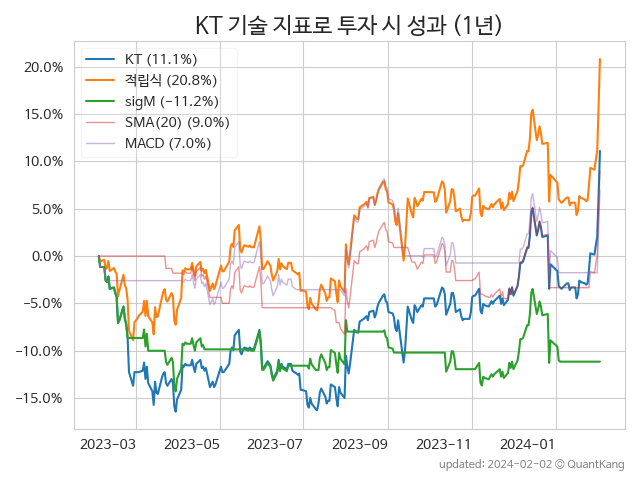 KT 기술 지표로 투자 시 성과 (1년)
KT (11.1%)
적립식 (20.8%)
sigM (−11.2%)
SMA(20) (9.0%)
MACD (7.0%)
20.0%
15.0%
10.0%
5.0%
0.0%
−5.0%
−10.0%
−15.0%
2023-03 2023-05 2023-07 2023-09 2023-11 2024-01
updated: 2024-02-02 © QuantKang